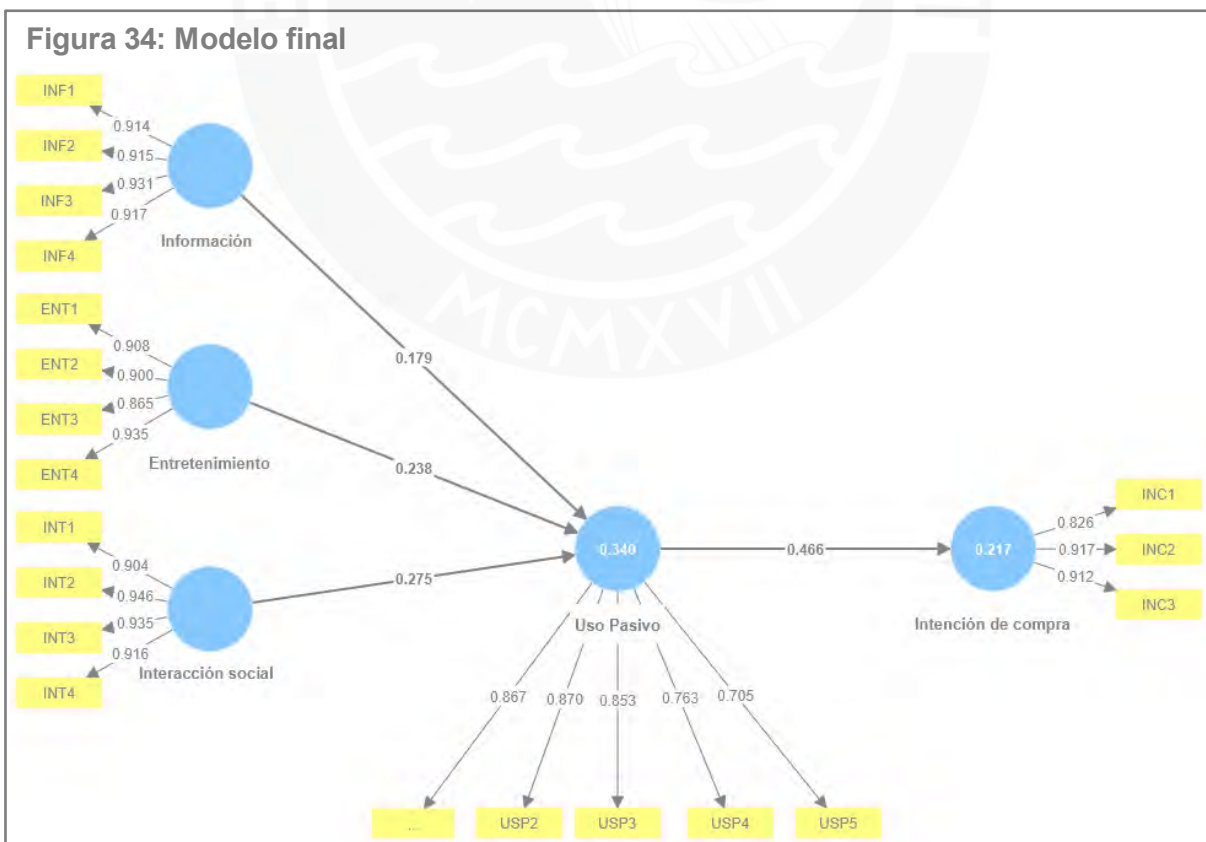 Figura 34: Modelo final
INF1
0.914
INF2
0.915
INF3
0.931
INF4
0.917
Información
ENT1
0.908
ENT2
0.900
ENT3
0.865
ENT4
0.935
Entretenimiento
INT1
0.904
INT2
0.946
INT3
0.935
INT4
0.916
Interacción social
0.179
0.238
0.275
0.340
Uso Pasivo
0.466
0.217
Intención de compra
0.826
INC1
0.917
INC2
0.912
INC3
0.867
0.870
0.853
0.763
0.705
...
USP2
USP3
USP4
USP5
MCMXVII